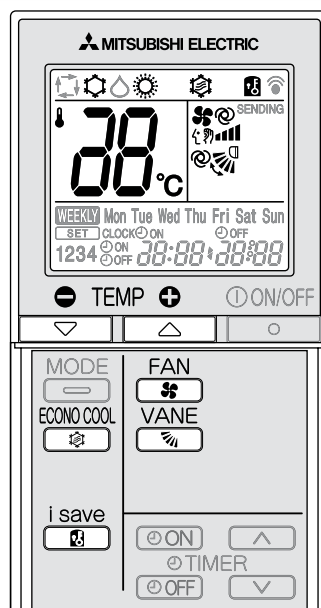 MITSUBISHI ELECTRIC
SENDING
88°C
WEEKLY Mon Tue Wed Thu Fri Sat Sun
SET CLOCK ON OFF
1234 ON OFF 88:88 88:88
TEMP ON/OFF
MODE FAN
ECONO COOL VANE
i save
ON
TIMER
OFF